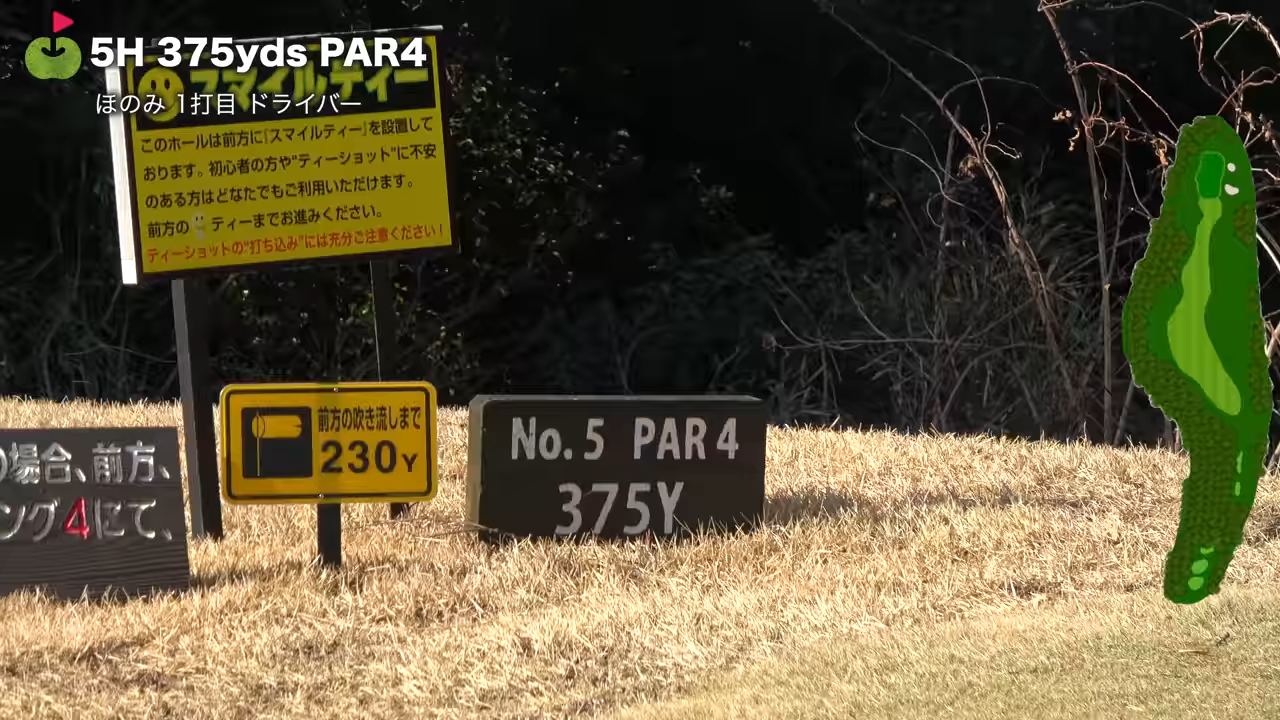 5H 375yds PAR4
ほのみ 1打目 ドライバー
スマイルティー
このホールは前方に「スマイルティー」を設置して
おります。初心者の方や"ティーショット"に不安
のある方はどなたでもご利用いただけます。
前方の ティーまでお進みください。
ティーショットの"打ち込み"には充分ご注意ください!
前方の吹き流しまで
230Y
No.5 PAR4
375Y
の場合、前方、
ング4にて、